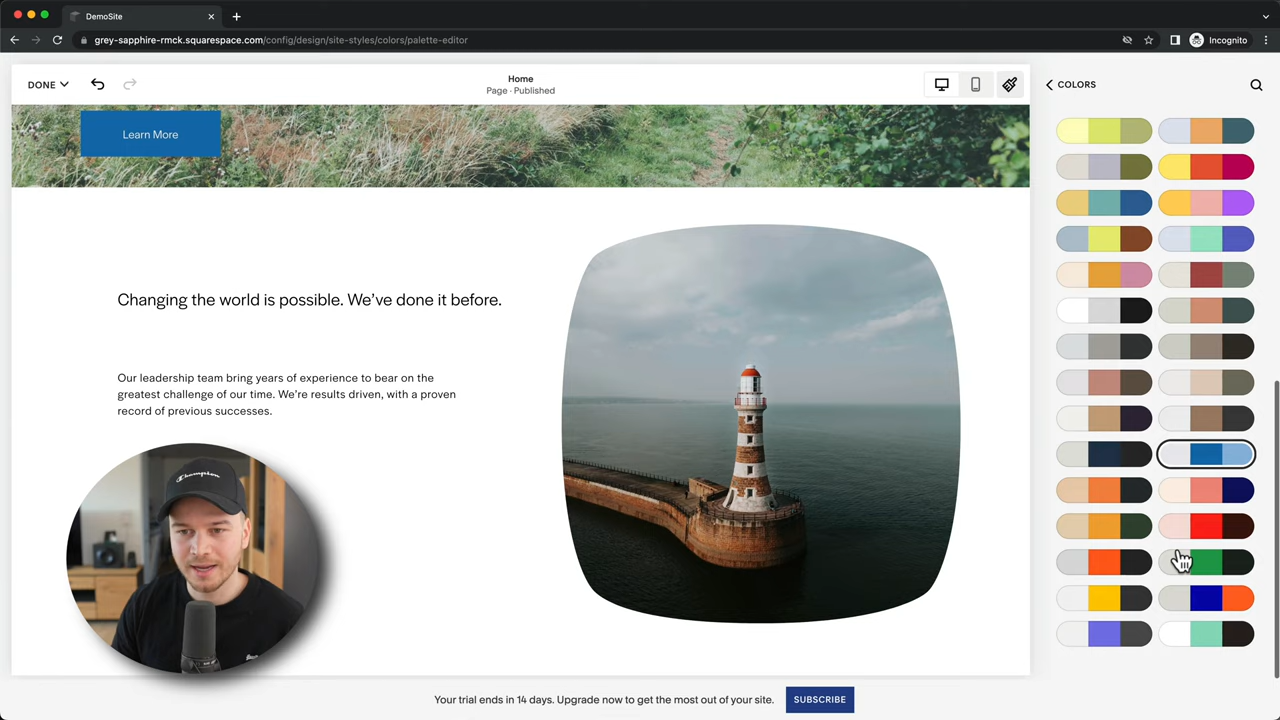 DemoSite
grey-sapphire-rmck.squarespace.com/config/design/site-styles/colors/palette-editor
Incognito
DONE
Home
Page · Published
COLORS
Learn More
Changing the world is possible. We’ve done it before.
Our leadership team bring years of experience to bear on the
greatest challenge of our time. We’re results driven, with a proven
record of previous successes.
Champion
Your trial ends in 14 days. Upgrade now to get the most out of your site.
SUBSCRIBE